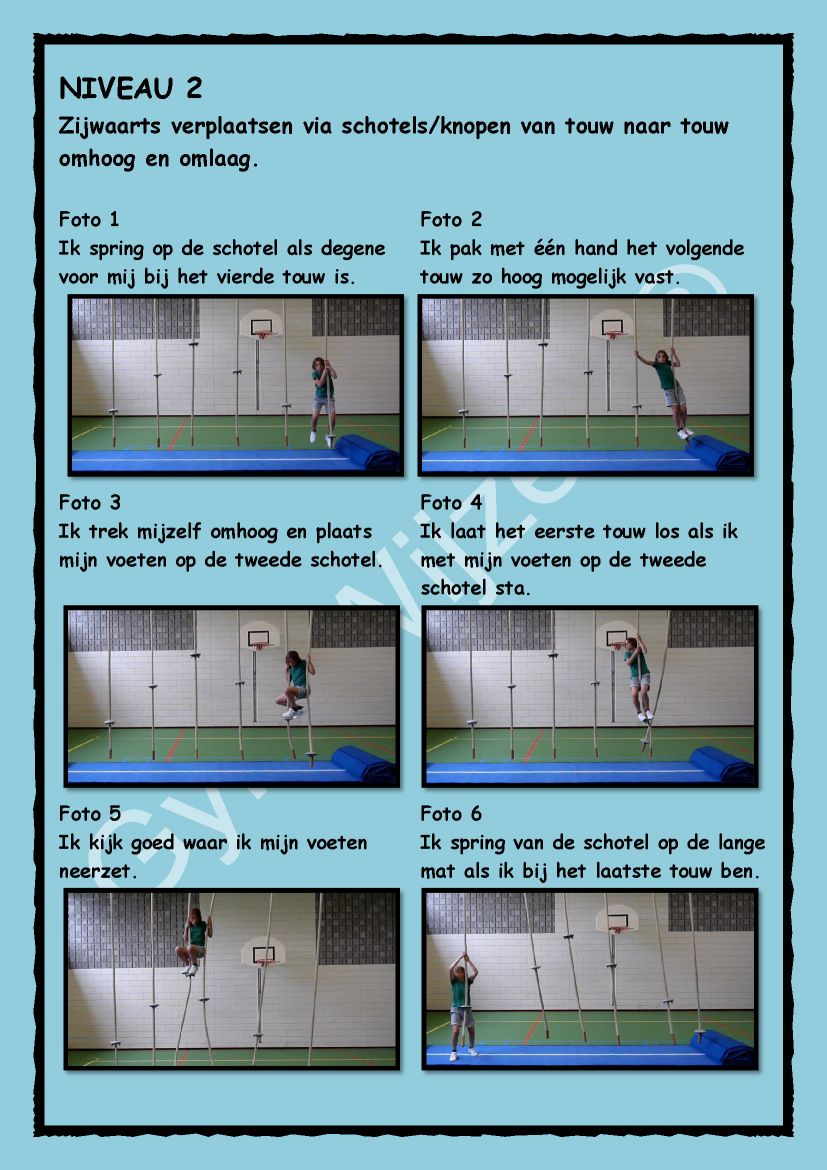 NIVEAU 2
Zijwaarts verplaatsen via schotels/knopen van touw naar touw
omhoog en omlaag.
Foto 1
Ik spring op de schotel als degene
voor mij bij het vierde touw is.
Foto 2
Ik pak met één hand het volgende
touw zo hoog mogelijk vast.
Foto 3
Ik trek mijzelf omhoog en plaats
mijn voeten op de tweede schotel.
Foto 4
Ik laat het eerste touw los als ik
met mijn voeten op de tweede
schotel sta.
Foto 5
Ik kijk goed waar ik mijn voeten
neerzet.
Foto 6
Ik spring van de schotel op de lange
mat als ik bij het laatste touw ben.